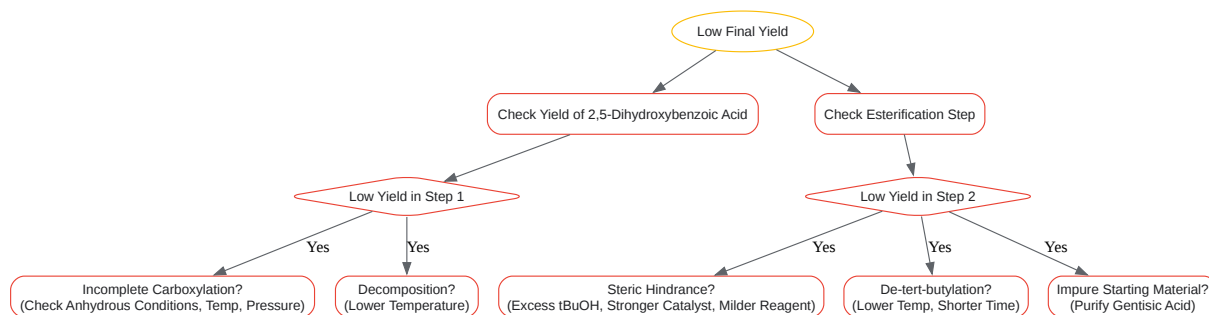 Low Final Yield
Check Yield of 2,5-Dihydroxybenzoic Acid
Check Esterification Step
Low Yield in Step 1
Low Yield in Step 2
Yes
Yes
Yes
Yes
Yes
Incomplete Carboxylation?
(Check Anhydrous Conditions, Temp, Pressure)
Decomposition?
(Lower Temperature)
Steric Hindrance?
(Excess tBuOH, Stronger Catalyst, Milder Reagent)
De-tert-butylation?
(Lower Temp, Shorter Time)
Impure Starting Material?
(Purify Gentisic Acid)